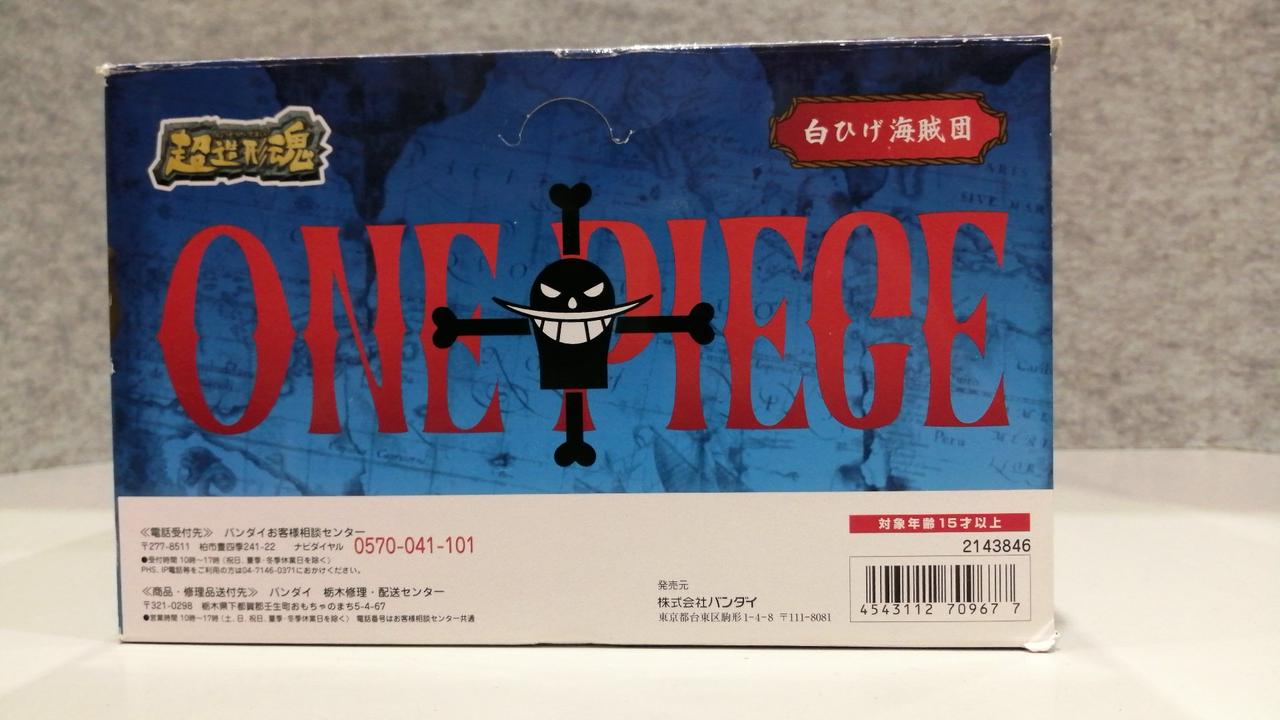 超造形魂
白ひげ海賊団
ONE PIECE
≪電話受付先≫ バンダイお客様相談センター
〒277-8511 柏市豊四季241-22 ナビダイヤル 0570-041-101
●受付時間 10時～17時(祝日、夏季・冬季休業日を除く)
PHS、IP電話等をご利用の方は04-7146-0371におかけください。
≪商品・修理品送付先≫ バンダイ 栃木修理・配送センター
〒321-0298 栃木県下都賀郡壬生町おもちゃのまち5-4-67
●営業時間 10時～17時(土、日、祝日、夏季・冬季休業日を除く) 電話番号はお客様相談センター共通
発売元
株式会社バンダイ
東京都台東区駒形1-4-8 〒111-8081
対象年齢15才以上
2143846
4543112 70967 7
Peru